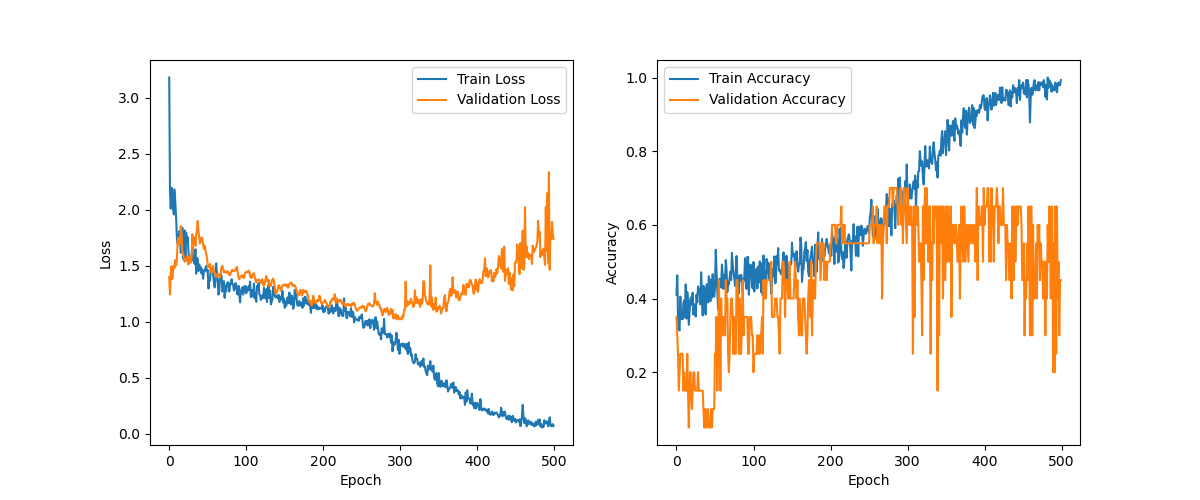 Train Loss
Validation Loss
3.0
2.5
2.0
1.5
1.0
0.5
0.0
Loss
0 100 200 300 400 500
Epoch
Train Accuracy
Validation Accuracy
1.0
0.8
0.6
0.4
0.2
Accuracy
0 100 200 300 400 500
Epoch